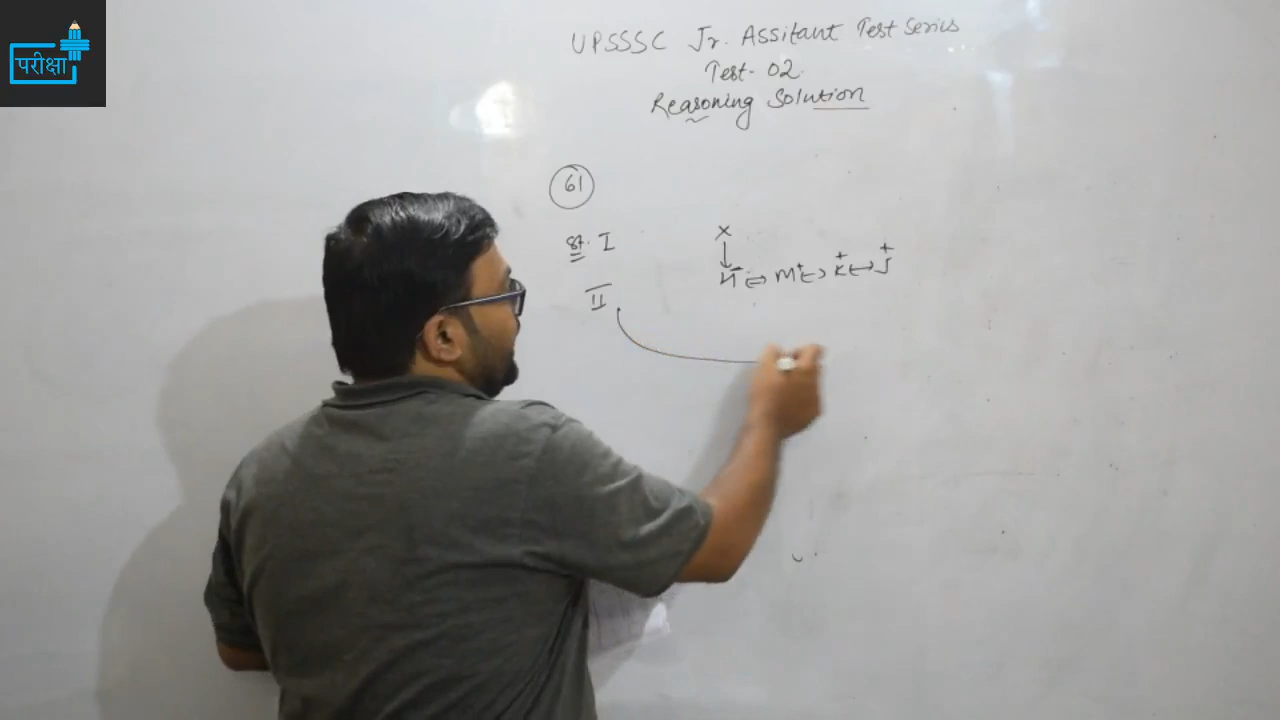 परीक्षा
UPSSSC Jr. Assitant Test Series
Test- 02.
Reasoning Solution
61
St. I
X
M+ ↔ K+ ↔ J+
II